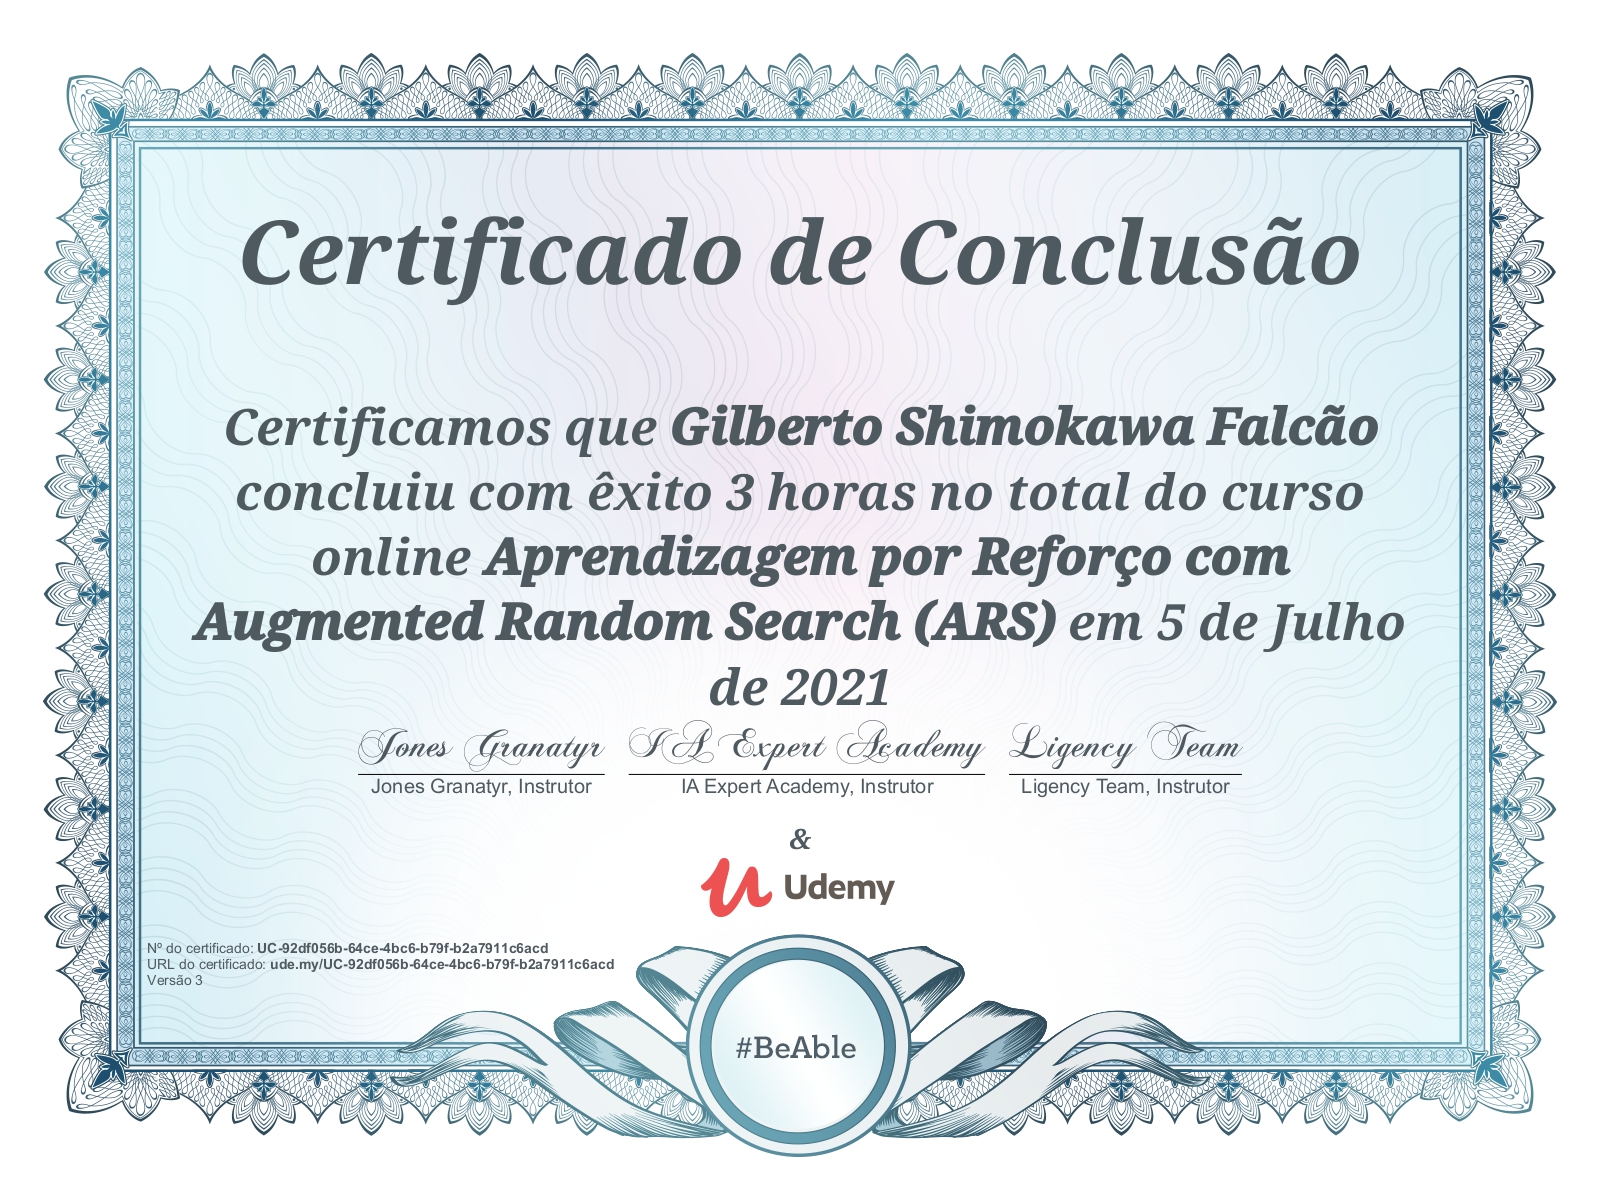 Certificado de Conclusão
Certificamos que Gilberto Shimokawa Falcão
concluiu com êxito 3 horas no total do curso
online Aprendizagem por Reforço com
Augmented Random Search (ARS) em 5 de Julho
de 2021
Jones Granatyr IA Expert Academy Ligency Team
Jones Granatyr, Instrutor IA Expert Academy, Instrutor Ligency Team, Instrutor
&
Udemy
Nº do certificado: UC-92df056b-64ce-4bc6-b79f-b2a7911c6acd
URL do certificado: ude.my/UC-92df056b-64ce-4bc6-b79f-b2a7911c6acd
Versão 3
#BeAble